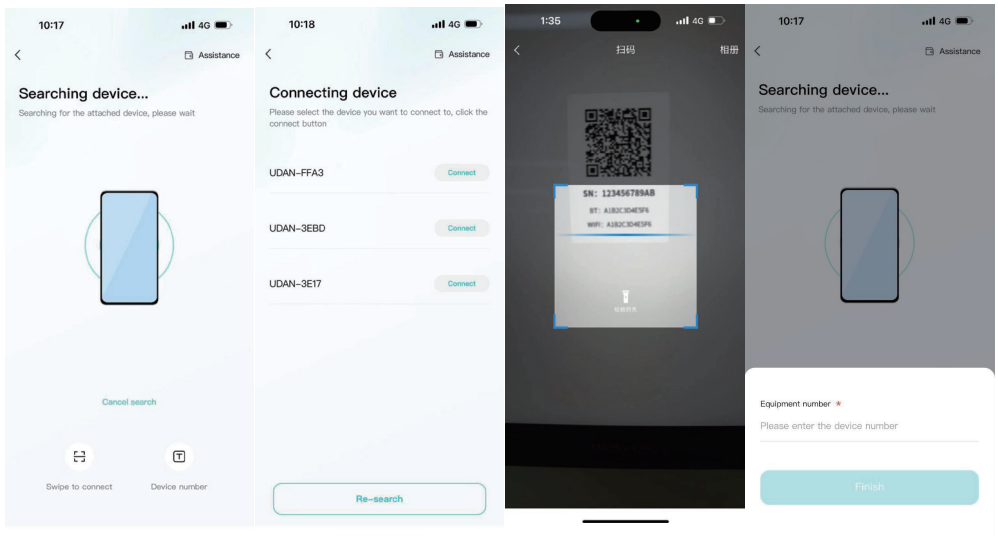 10:17
4G
Assistance
Searching device...
Searching for the attached device, please wait
Cancel search
Swipe to connect
Device number
10:18
4G
Assistance
Connecting device
Please select the device you want to connect to, click the
connect button
UDAN-FFA3
Connect
UDAN-3EBD
Connect
UDAN-3E17
Connect
Re-search
1:35
4G
扫码
相册
SN: 123456789AB
BT: A1B2C3D4E5F6
WIFI: A1B2C3D4E5F6
10:17
4G
Assistance
Searching device...
Searching for the attached device, please wait
Equipment number *
Please enter the device number
Finish